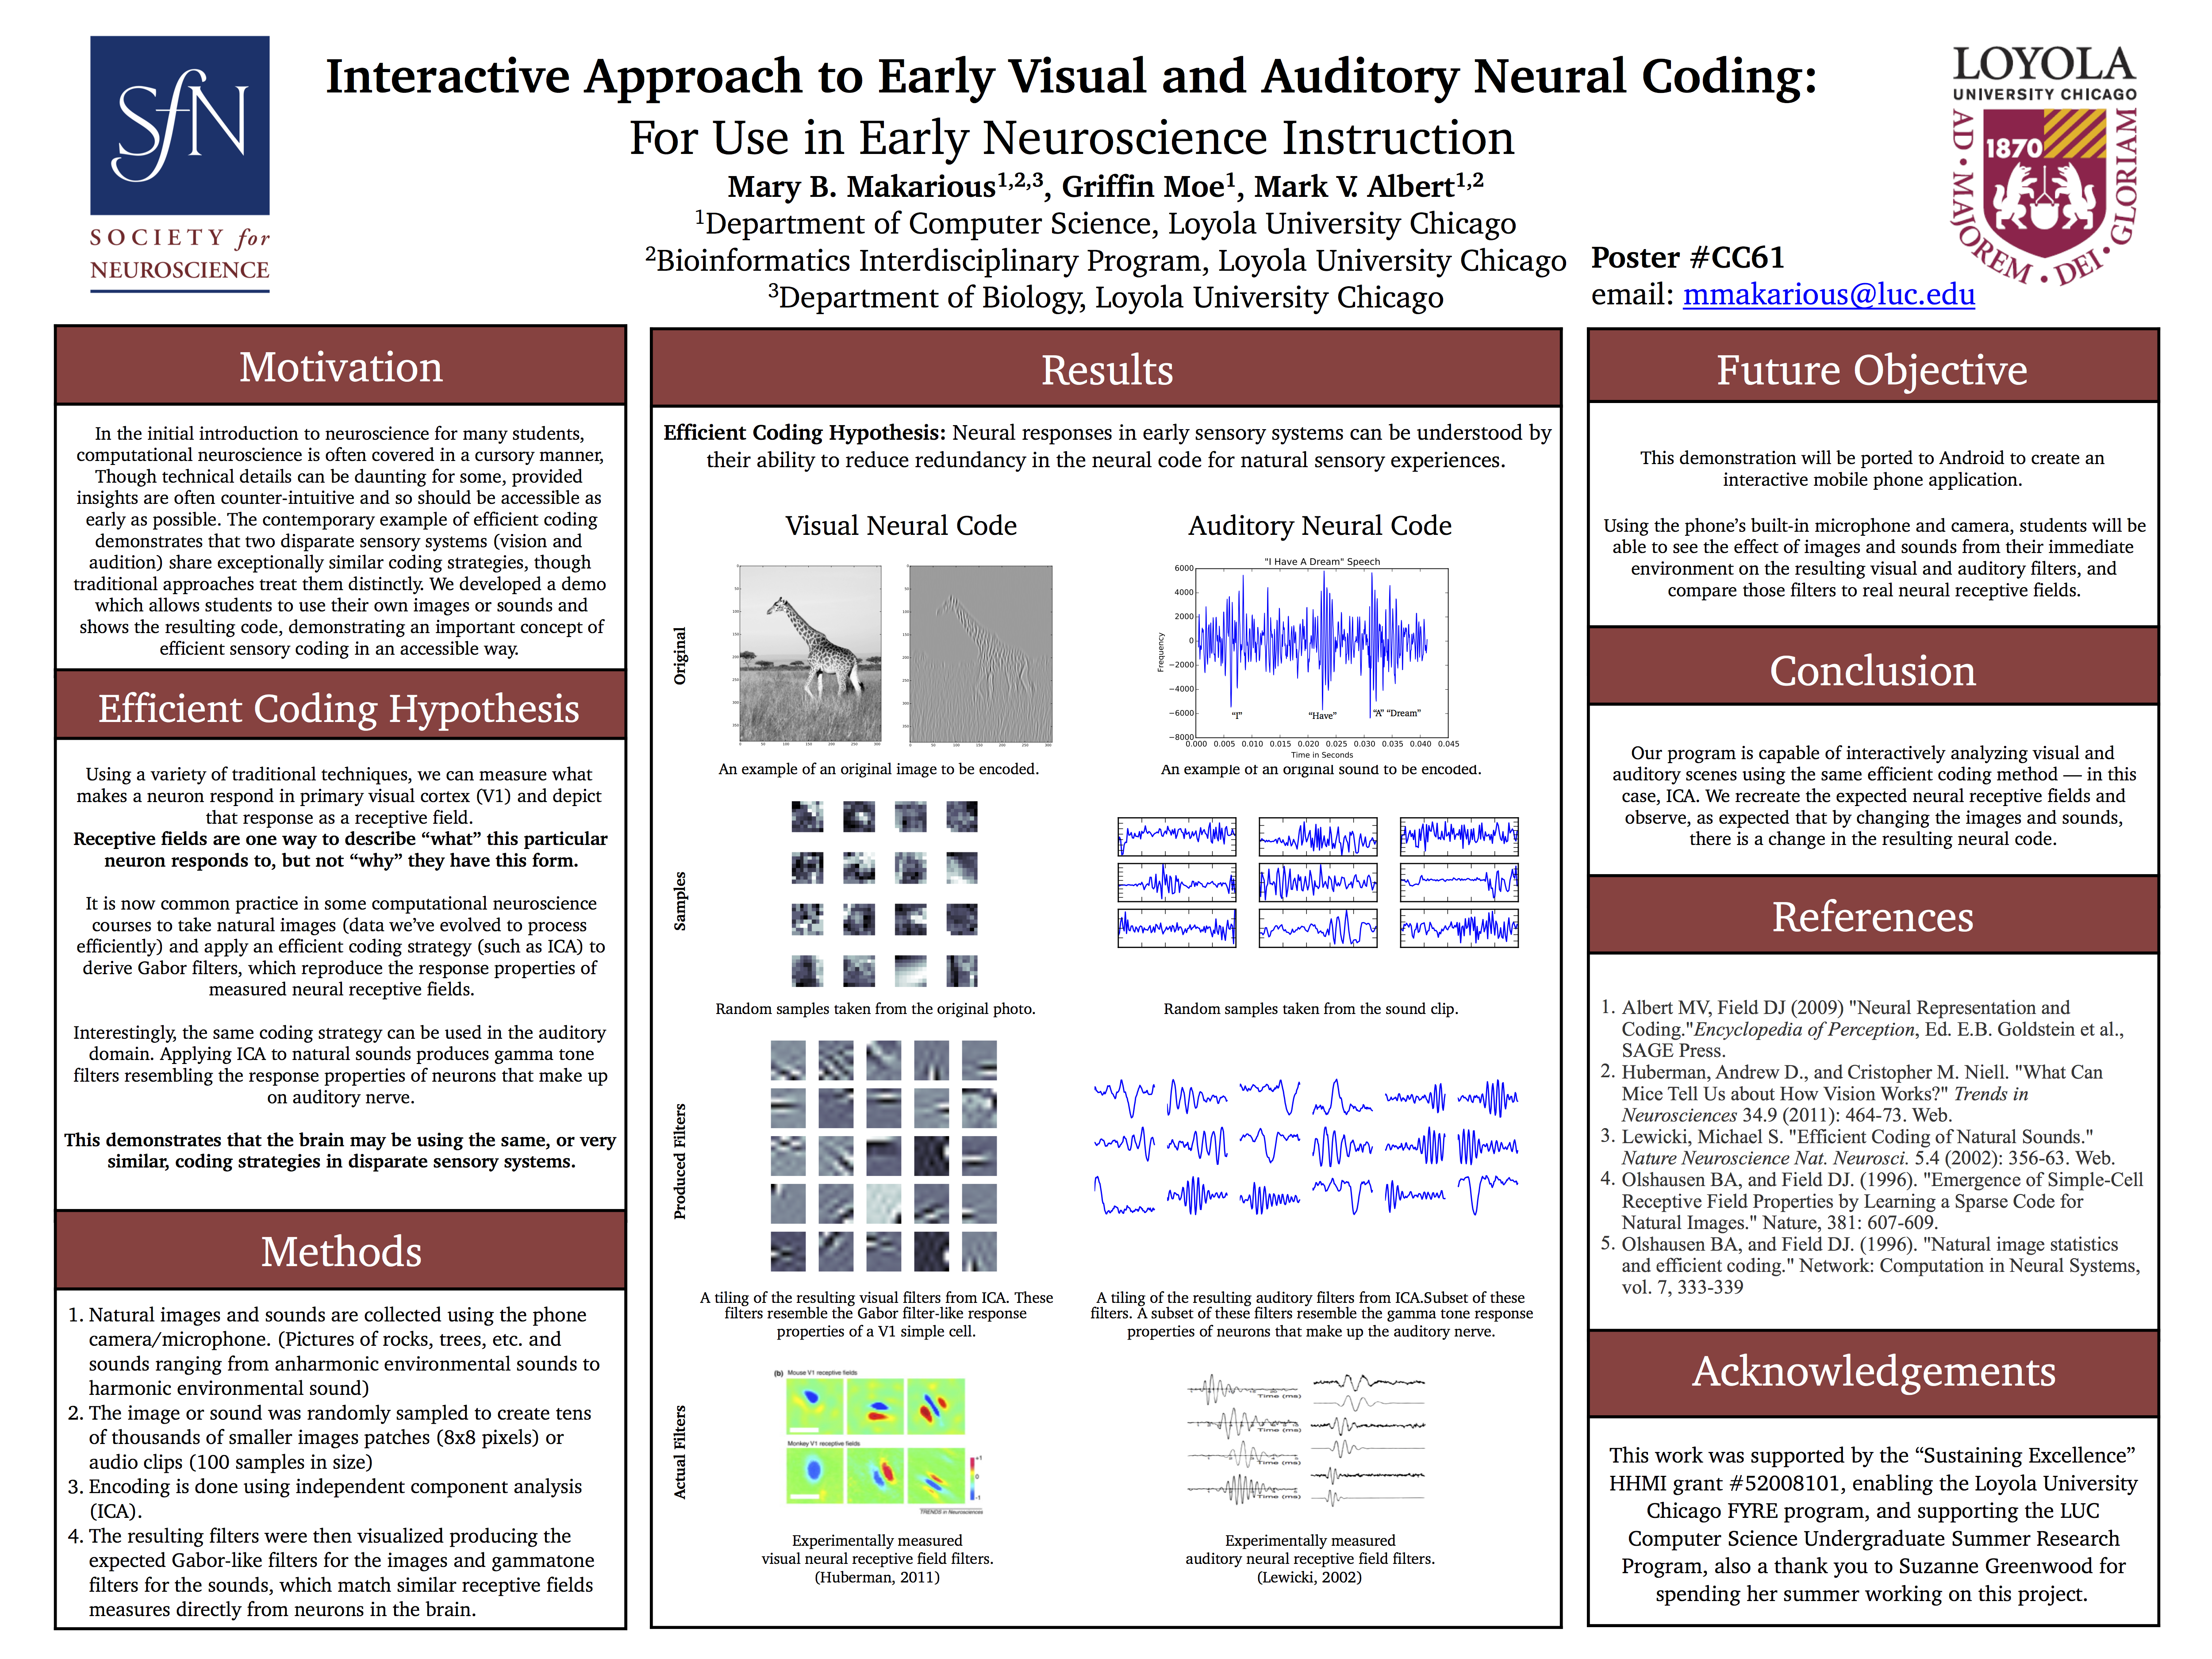 SfN
SOCIETY for
NEUROSCIENCE
Interactive Approach to Early Visual and Auditory Neural Coding:
For Use in Early Neuroscience Instruction
Mary B. Makarious1,2,3, Griffin Moe1, Mark V. Albert1,2
1Department of Computer Science, Loyola University Chicago
2Bioinformatics Interdisciplinary Program, Loyola University Chicago
3Department of Biology, Loyola University Chicago
Poster #CC61
email: mmakarious@luc.edu
LOYOLA
UNIVERSITY CHICAGO
1870
AD • MAJOREM • DEI • GLORIAM
Motivation
In the initial introduction to neuroscience for many students,
computational neuroscience is often covered in a cursory manner,
Though technical details can be daunting for some, provided
insights are often counter-intuitive and so should be accessible as
early as possible. The contemporary example of efficient coding
demonstrates that two disparate sensory systems (vision and
audition) share exceptionally similar coding strategies, though
traditional approaches treat them distinctly. We developed a demo
which allows students to use their own images or sounds and
shows the resulting code, demonstrating an important concept of
efficient sensory coding in an accessible way.
Efficient Coding Hypothesis
Using a variety of traditional techniques, we can measure what
makes a neuron respond in primary visual cortex (V1) and depict
that response as a receptive field.
Receptive fields are one way to describe “what” this particular
neuron responds to, but not “why” they have this form.
It is now common practice in some computational neuroscience
courses to take natural images (data we’ve evolved to process
efficiently) and apply an efficient coding strategy (such as ICA) to
derive Gabor filters, which reproduce the response properties of
measured neural receptive fields.
Interestingly, the same coding strategy can be used in the auditory
domain. Applying ICA to natural sounds produces gamma tone
filters resembling the response properties of neurons that make up
on auditory nerve.
This demonstrates that the brain may be using the same, or very
similar, coding strategies in disparate sensory systems.
Methods
1. Natural images and sounds are collected using the phone
camera/microphone. (Pictures of rocks, trees, etc. and
sounds ranging from anharmonic environmental sounds to
harmonic environmental sound)
2. The image or sound was randomly sampled to create tens
of thousands of smaller images patches (8x8 pixels) or
audio clips (100 samples in size)
3. Encoding is done using independent component analysis
(ICA).
4. The resulting filters were then visualized producing the
expected Gabor-like filters for the images and gammatone
filters for the sounds, which match similar receptive fields
measures directly from neurons in the brain.
Results
Efficient Coding Hypothesis: Neural responses in early sensory systems can be understood by
their ability to reduce redundancy in the neural code for natural sensory experiences.
Visual Neural Code
Auditory Neural Code
Original
0 50 100 150 200 250 300 350
0 50 100 150 200 250 300
0 50 100 150 200 250 300 350
0 50 100 150 200 250 300
"I Have A Dream" Speech
Frequency
6000
4000
2000
0
−2000
−4000
−6000
−8000
“I” “Have” “A” “Dream”
0.000 0.005 0.010 0.015 0.020 0.025 0.030 0.035 0.040 0.045
Time in Seconds
An example of an original image to be encoded.
An example of an original sound to be encoded.
Samples
Random samples taken from the original photo.
Random samples taken from the sound clip.
Produced Filters
A tiling of the resulting visual filters from ICA. These
filters resemble the Gabor filter-like response
properties of a V1 simple cell.
A tiling of the resulting auditory filters from ICA.Subset of these
filters. A subset of these filters resemble the gamma tone response
properties of neurons that make up the auditory nerve.
Actual Filters
(b) Mouse V1 receptive fields
Monkey V1 receptive fields
+1
0
-1
TRENDS in Neurosciences
Time (ms)
Time (ms)
Time (ms)
Time (ms)
Experimentally measured
visual neural receptive field filters.
(Huberman, 2011)
Experimentally measured
auditory neural receptive field filters.
(Lewicki, 2002)
Future Objective
This demonstration will be ported to Android to create an
interactive mobile phone application.
Using the phone’s built-in microphone and camera, students will be
able to see the effect of images and sounds from their immediate
environment on the resulting visual and auditory filters, and
compare those filters to real neural receptive fields.
Conclusion
Our program is capable of interactively analyzing visual and
auditory scenes using the same efficient coding method — in this
case, ICA. We recreate the expected neural receptive fields and
observe, as expected that by changing the images and sounds,
there is a change in the resulting neural code.
References
1. Albert MV, Field DJ (2009) "Neural Representation and
Coding."Encyclopedia of Perception, Ed. E.B. Goldstein et al.,
SAGE Press.
2. Huberman, Andrew D., and Cristopher M. Niell. "What Can
Mice Tell Us about How Vision Works?" Trends in
Neurosciences 34.9 (2011): 464-73. Web.
3. Lewicki, Michael S. "Efficient Coding of Natural Sounds."
Nature Neuroscience Nat. Neurosci. 5.4 (2002): 356-63. Web.
4. Olshausen BA, and Field DJ. (1996). "Emergence of Simple-Cell
Receptive Field Properties by Learning a Sparse Code for
Natural Images." Nature, 381: 607-609.
5. Olshausen BA, and Field DJ. (1996). "Natural image statistics
and efficient coding." Network: Computation in Neural Systems,
vol. 7, 333-339
Acknowledgements
This work was supported by the “Sustaining Excellence”
HHMI grant #52008101, enabling the Loyola University
Chicago FYRE program, and supporting the LUC
Computer Science Undergraduate Summer Research
Program, also a thank you to Suzanne Greenwood for
spending her summer working on this project.